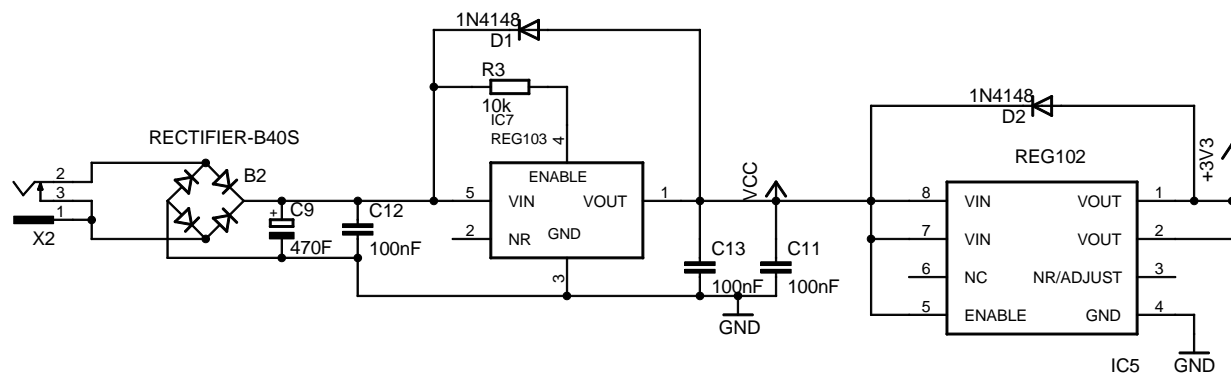 1N4148
D1
R3
10k
IC7
REG103
4
RECTIFIER-B40S
B2
2
3
1
X2
+
C9
470F
C12
100nF
5
VIN
ENABLE
VOUT
1
2
NR
GND
3
VCC
C13
100nF
C11
100nF
GND
1N4148
D2
REG102
+3V3
8
VIN
VOUT
1
7
VIN
VOUT
2
6
NC
NR/ADJUST
3
5
ENABLE
GND
4
IC5
GND